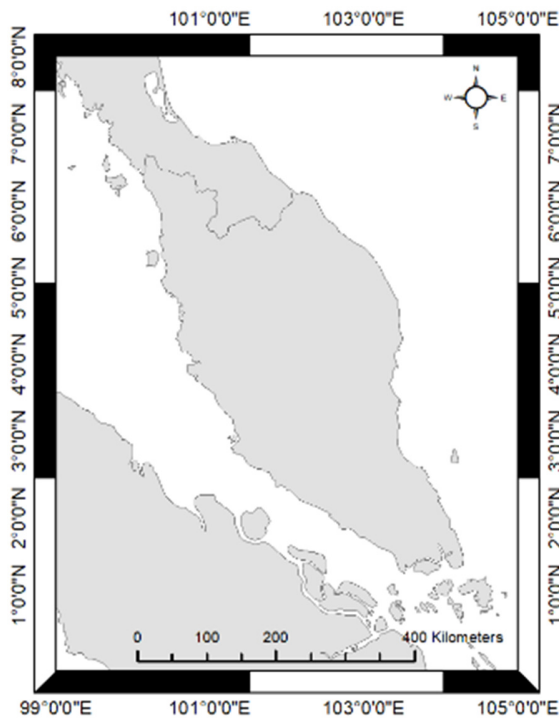 101°0'0"E 103°0'0"E 105°0'0"E
8°0'0"N
7°0'0"N 7°0'0"N
6°0'0"N 6°0'0"N
5°0'0"N 5°0'0"N
4°0'0"N 4°0'0"N
3°0'0"N 3°0'0"N
2°0'0"N 2°0'0"N
1°0'0"N 1°0'0"N
N
W E
S
0 100 200 400 Kilometers
99°0'0"E 101°0'0"E 103°0'0"E 105°0'0"E